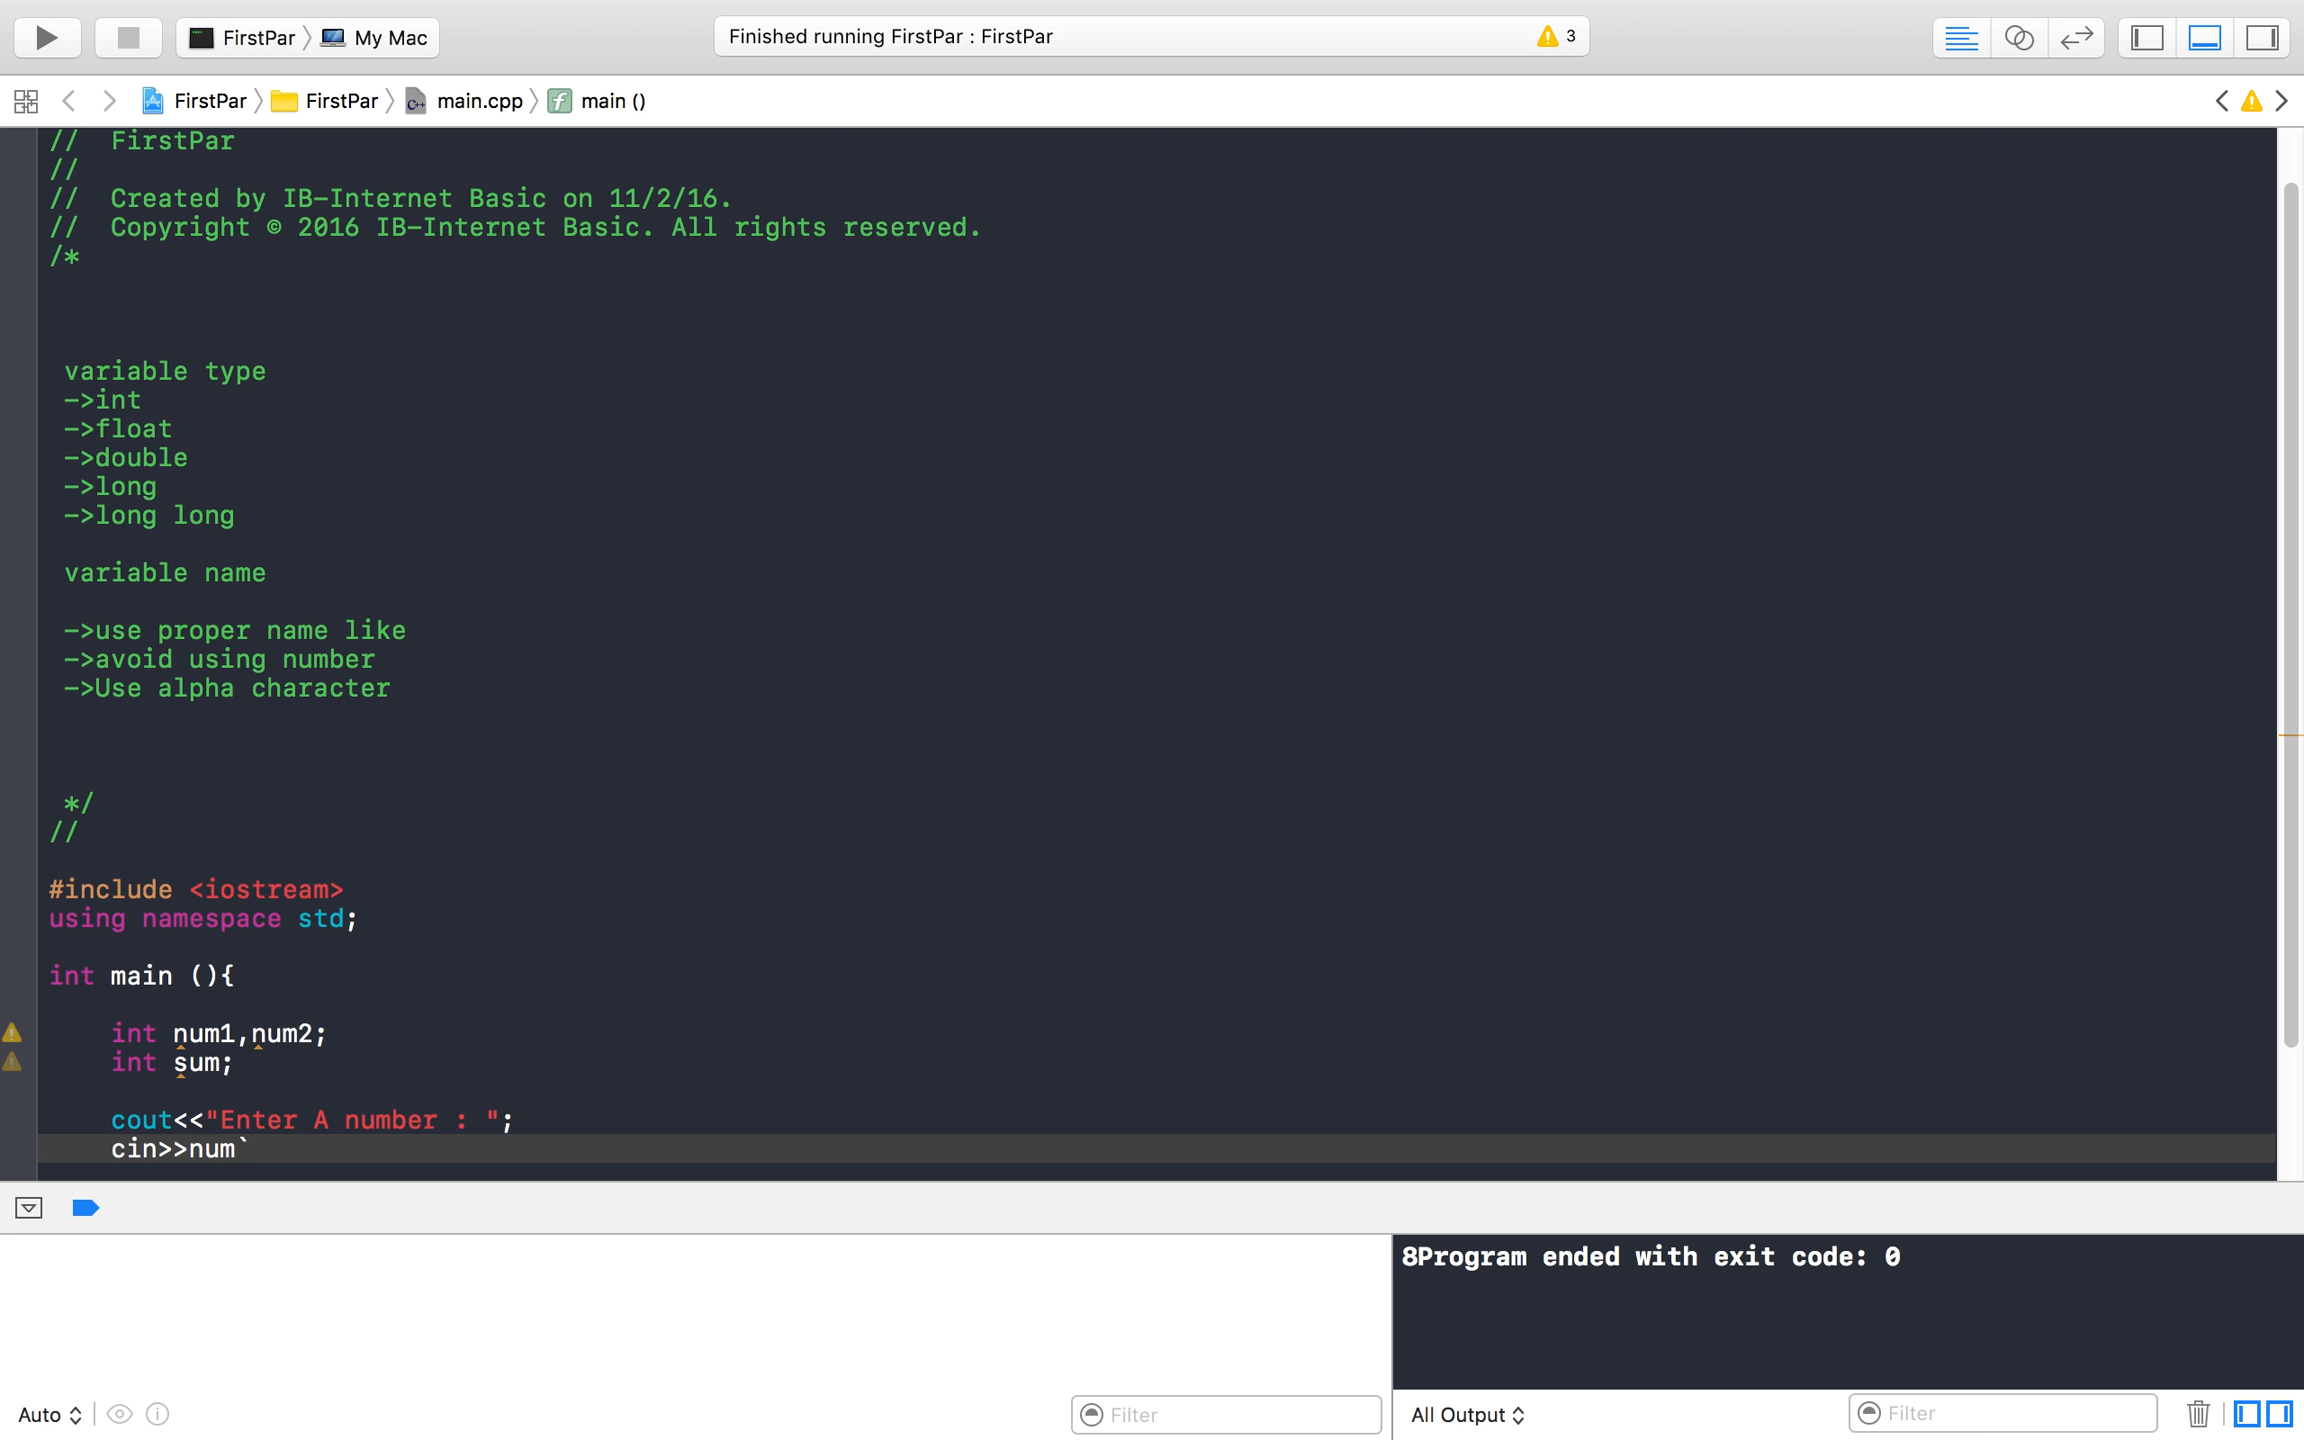 FirstPar My Mac
Finished running FirstPar : FirstPar
3
FirstPar FirstPar main.cpp main ()
// FirstPar
//
// Created by IB-Internet Basic on 11/2/16.
// Copyright © 2016 IB-Internet Basic. All rights reserved.
/*
variable type
->int
->float
->double
->long
->long long
variable name
->use proper name like
->avoid using number
->Use alpha character
*/
//
#include <iostream>
using namespace std;
int main (){
int num1,num2;
int sum;
cout<<"Enter A number : ";
cin>>num`
8Program ended with exit code: 0
Auto
Filter
All Output
Filter